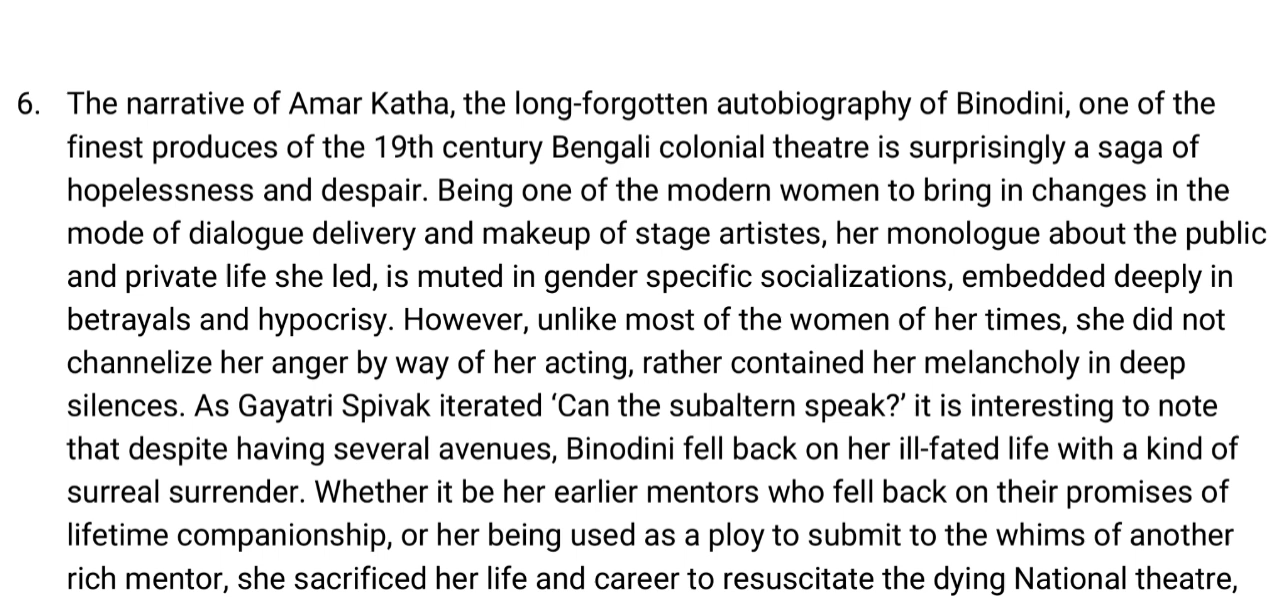 6. The narrative of Amar Katha, the long-forgotten autobiography of Binodini, one of the
finest produces of the 19th century Bengali colonial theatre is surprisingly a saga of
hopelessness and despair. Being one of the modern women to bring in changes in the
mode of dialogue delivery and makeup of stage artistes, her monologue about the public
and private life she led, is muted in gender specific socializations, embedded deeply in
betrayals and hypocrisy. However, unlike most of the women of her times, she did not
channelize her anger by way of her acting, rather contained her melancholy in deep
silences. As Gayatri Spivak iterated ‘Can the subaltern speak?’ it is interesting to note
that despite having several avenues, Binodini fell back on her ill-fated life with a kind of
surreal surrender. Whether it be her earlier mentors who fell back on their promises of
lifetime companionship, or her being used as a ploy to submit to the whims of another
rich mentor, she sacrificed her life and career to resuscitate the dying National theatre,